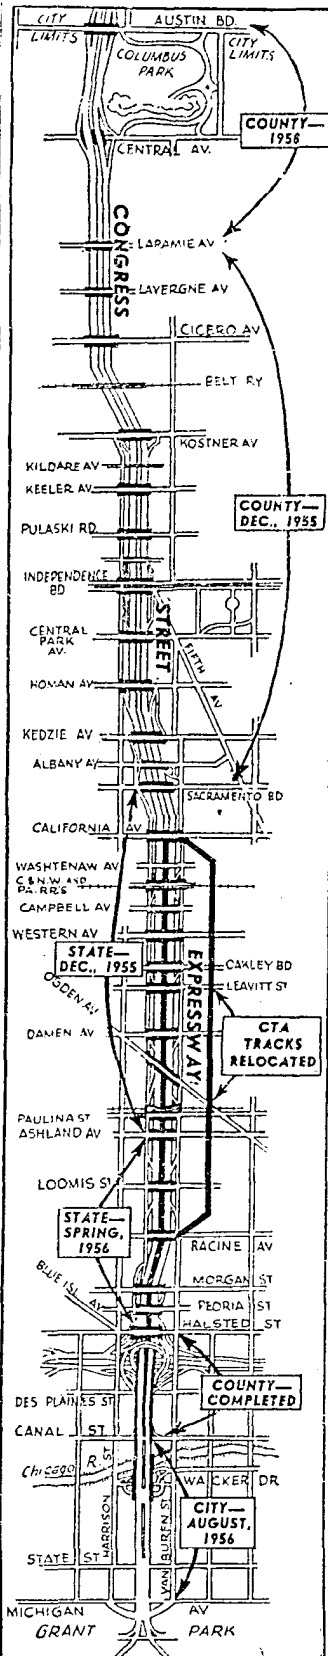 CITY
LIMITS
AUSTIN BD.
CITY
LIMITS
COLUMBUS
PARK
COUNTY—
1958
CENTRAL AV.
CONGRESS
LARAMIE AV
LAVERGNE AV
CICERO AV
BELT RY
KOSTNER AV
KILDARE AV
KEELER AV
COUNTY—
DEC., 1955
PULASKI RD.
INDEPENDENCE
BD
STREET
CENTRAL
PARK
AV.
FIFTH
AV
HOMAN AV
KEDZIE AV
ALBANY AV
SACRAMENTO BD
CALIFORNIA AV
WASHTENAW AV
C&N.W. AND
PA. RR'S
CAMPBELL AV
WESTERN AV
EXPRESSWAY
STATE—
DEC., 1955
OAKLEY BD
LEAVITT ST
OGDEN AV
DAMEN AV
CTA
TRACKS
RELOCATED
PAULINA ST
ASHLAND AV
LOOMIS ST
STATE—
SPRING,
1956
RACINE AV
BLUE ISL. AV
MORGAN ST
PEORIA ST
HALSTED ST
COUNTY—
COMPLETED
DES PLAINES ST
CANAL ST
Chicago R.
HARRISON ST
VAN BUREN ST
WACKER DR
CITY—
AUGUST,
1956
STATE ST
MICHIGAN AV
GRANT PARK